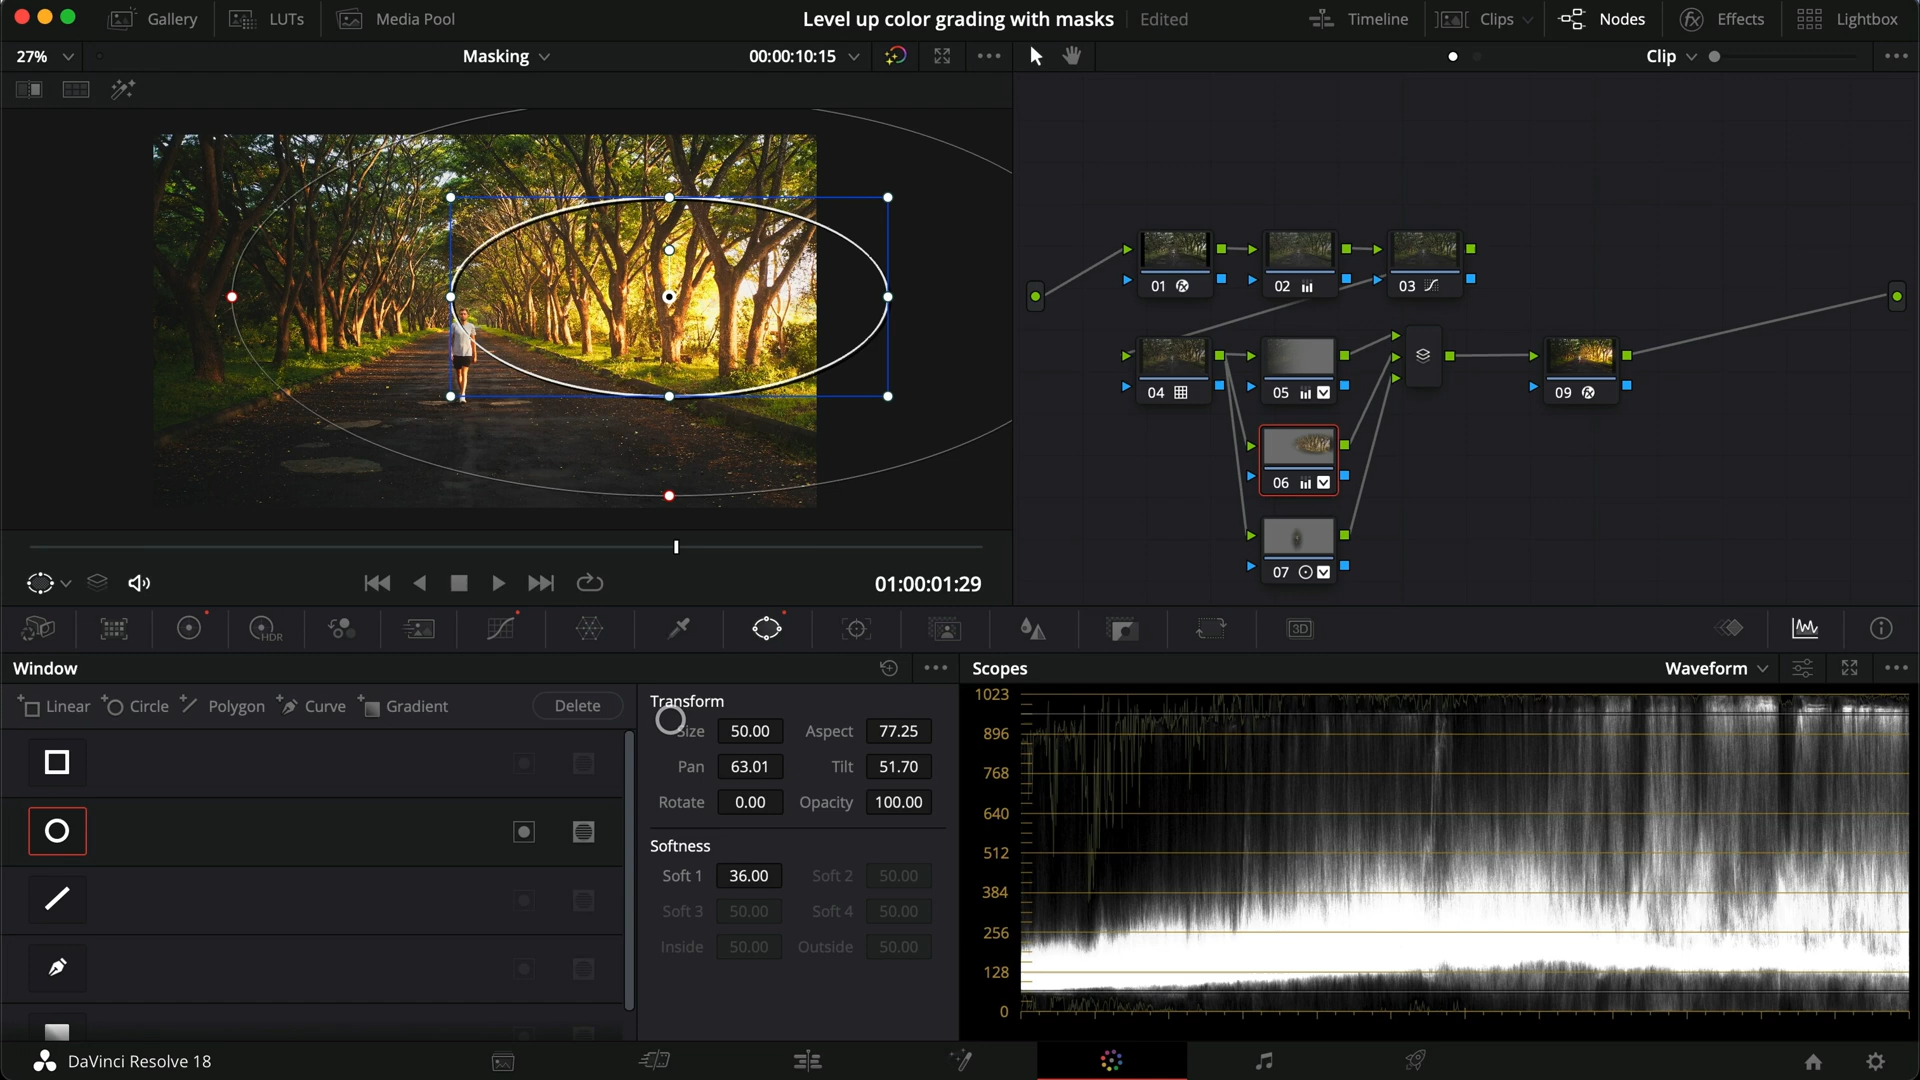 Gallery LUTs Media Pool Level up color grading with masks Edited Timeline Clips Nodes Effects Lightbox
27% Masking 00:00:10:15 Clip
01 02 03
04 05 09
06
07
01:00:01:29
HDR 3D
Window Scopes Waveform
Linear Circle Polygon Curve Gradient Delete
Transform
Size 50.00 Aspect 77.25
Pan 63.01 Tilt 51.70
Rotate 0.00 Opacity 100.00
Softness
Soft 1 36.00 Soft 2 50.00
Soft 3 50.00 Soft 4 50.00
Inside 50.00 Outside 50.00
1023
896
768
640
512
384
256
128
0
DaVinci Resolve 18